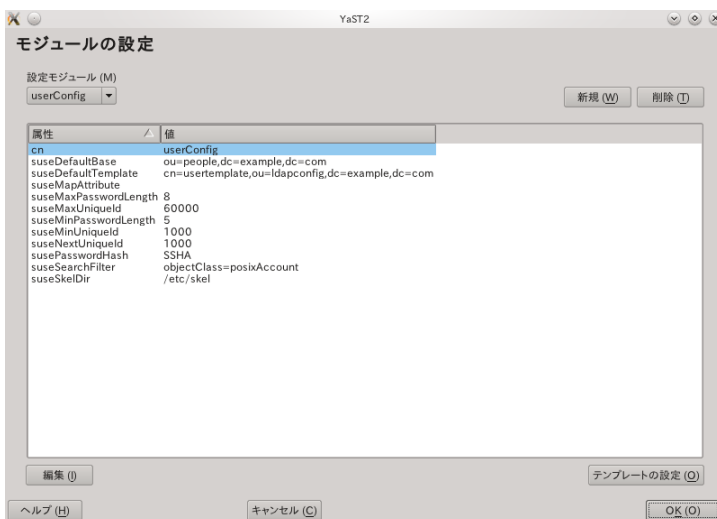 YaST2
モジュールの設定
設定モジュール (M)
userConfig
新規 (W) 削除 (T)
属性 値
cn userConfig
suseDefaultBase ou=people,dc=example,dc=com
suseDefaultTemplate cn=usertemplate,ou=ldapconfig,dc=example,dc=com
suseMapAttribute
suseMaxPasswordLength 8
suseMaxUniqueId 60000
suseMinPasswordLength 5
suseMinUniqueId 1000
suseNextUniqueId 1000
susePasswordHash SSHA
suseSearchFilter objectClass=posixAccount
suseSkelDir /etc/skel
編集 (I) テンプレートの設定 (O)
ヘルプ (H) キャンセル (C) OK (O)